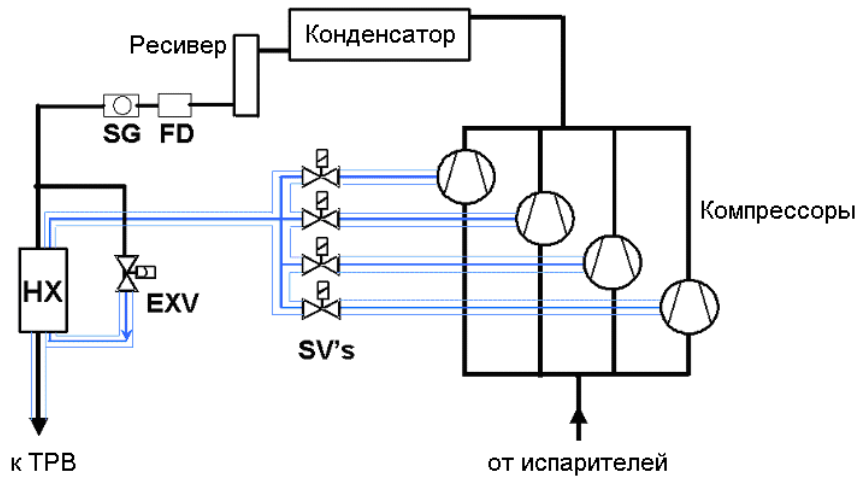 Ресивер
Конденсатор
SG
FD
Компрессоры
HX
EXV
SV's
к ТРВ
от испарителей